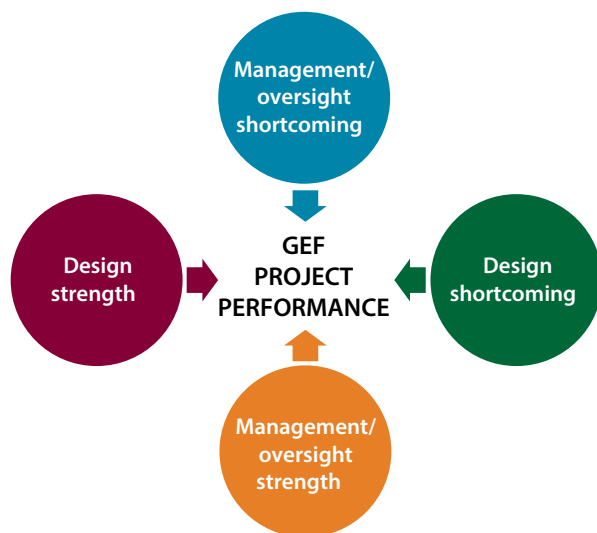 Management/
oversight
shortcoming
Design
strength
GEF
PROJECT
PERFORMANCE
Design
shortcoming
Management/
oversight
strength